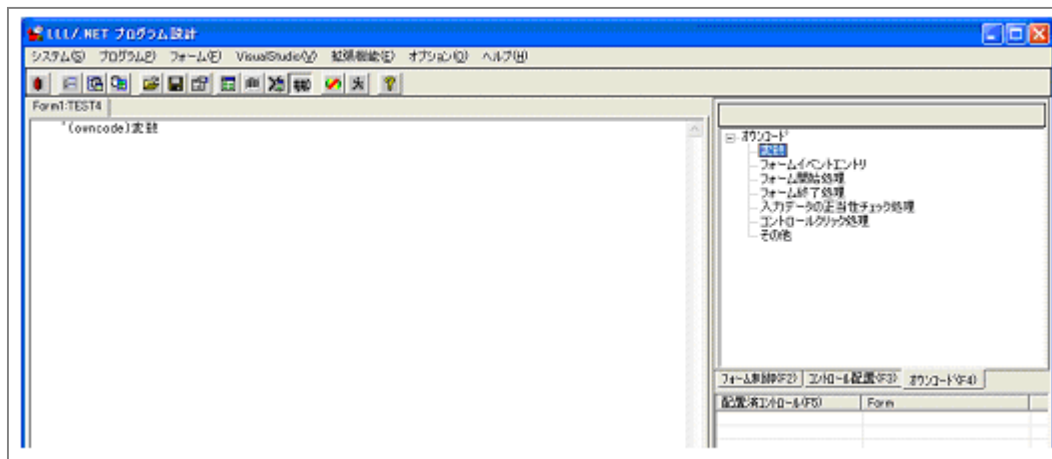 LLL/.NET プログラム設計
システム(S) プログラム(P) フォーム(F) VisualStudio(V) 拡張機能(E) オプション(O) ヘルプ(H)
Form1:TEST4
'(owncode)変数
オウンコード
変数
フォームイベントエントリ
フォーム開始処理
フォーム終了処理
入力データの正当性チェック処理
コントロールクリック処理
その他
フォーム制御(F2) コントロール配置(F3) オウンコード(F4)
配置済コントロール(F5) Form